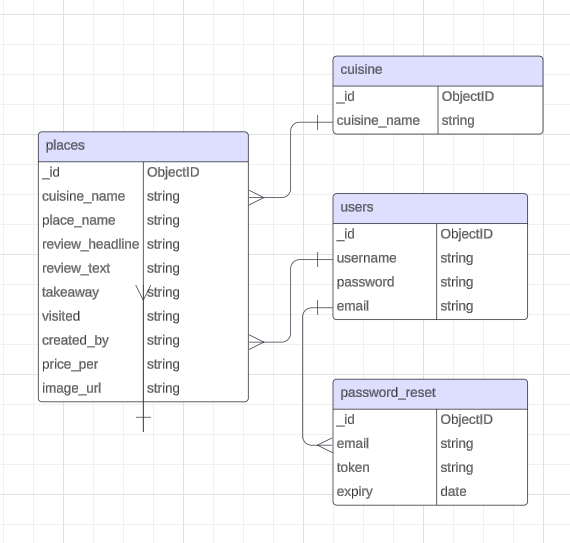 cuisine
_id ObjectID
cuisine_name string
places
_id ObjectID
cuisine_name string
place_name string
review_headline string
review_text string
takeaway string
visited string
created_by string
price_per string
image_url string
users
_id ObjectID
username string
password string
email string
password_reset
_id ObjectID
email string
token string
expiry date